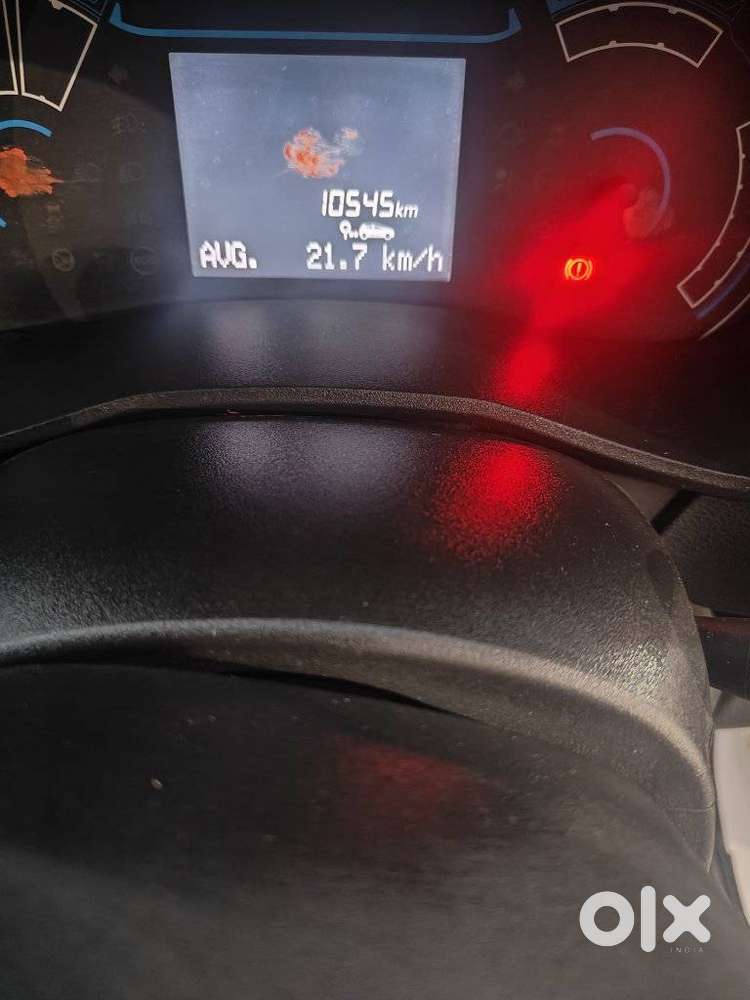 10545km
AVG. 21.7 km/h
olx
INDIA